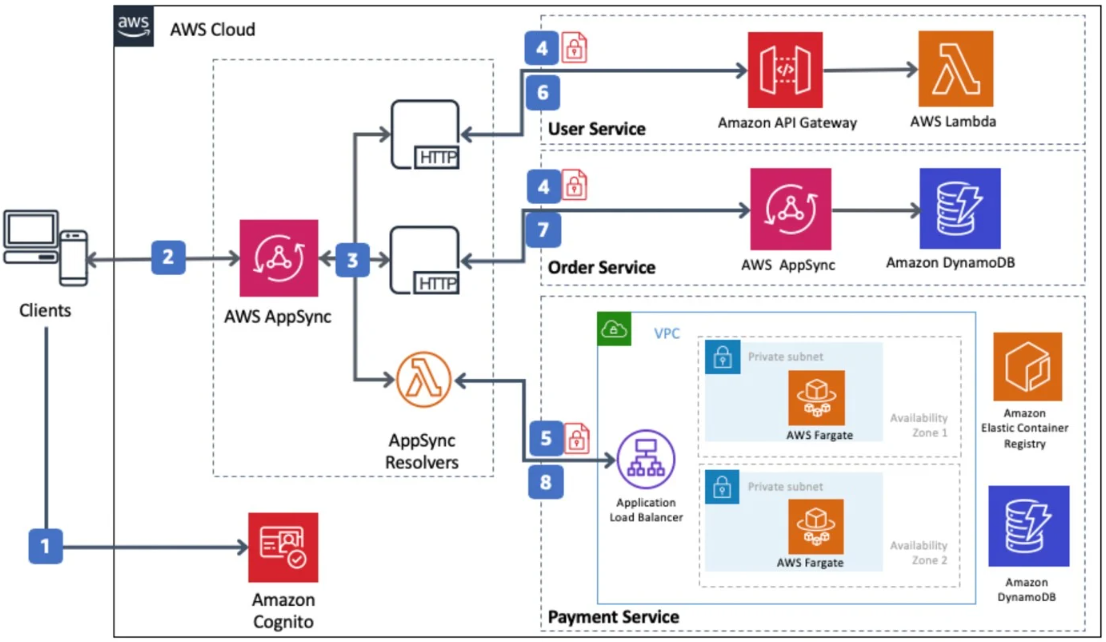 aws
AWS Cloud
4
6
User Service
Amazon API Gateway
AWS Lambda
HTTP
4
7
Order Service
AWS AppSync
Amazon DynamoDB
HTTP
Clients
2
AWS AppSync
3
AppSync
Resolvers
5
8
VPC
Private subnet
AWS Fargate
Availability
Zone 1
Private subnet
AWS Fargate
Availability
Zone 2
Application
Load Balancer
Amazon
Elastic Container
Registry
Amazon
DynamoDB
Payment Service
1
Amazon
Cognito